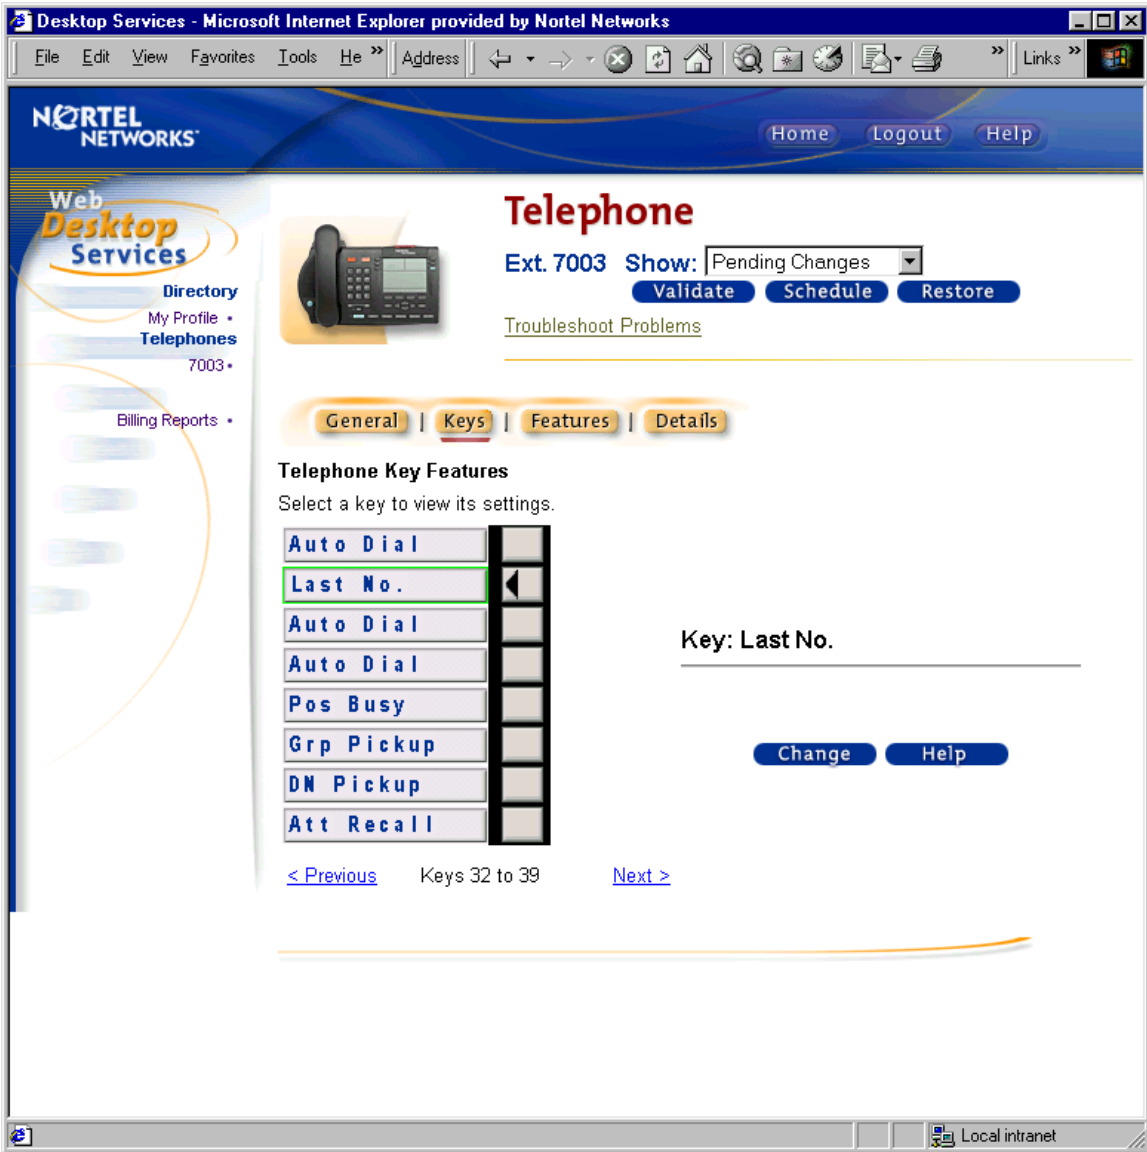 Desktop Services - Microsoft Internet Explorer provided by Nortel Networks
File Edit View Favorites Tools He » Address » Links »
NORTEL
NETWORKS
Home Logout Help
Web
Desktop
Services
Directory
My Profile •
Telephones
7003 •
Billing Reports •
Telephone
Ext. 7003 Show: Pending Changes
Validate Schedule Restore
Troubleshoot Problems
General | Keys | Features | Details
Telephone Key Features
Select a key to view its settings.
Auto Dial
Last No.
Auto Dial
Auto Dial
Pos Busy
Grp Pickup
DN Pickup
Att Recall
< Previous Keys 32 to 39 Next >
Key: Last No.
Change Help
Local intranet